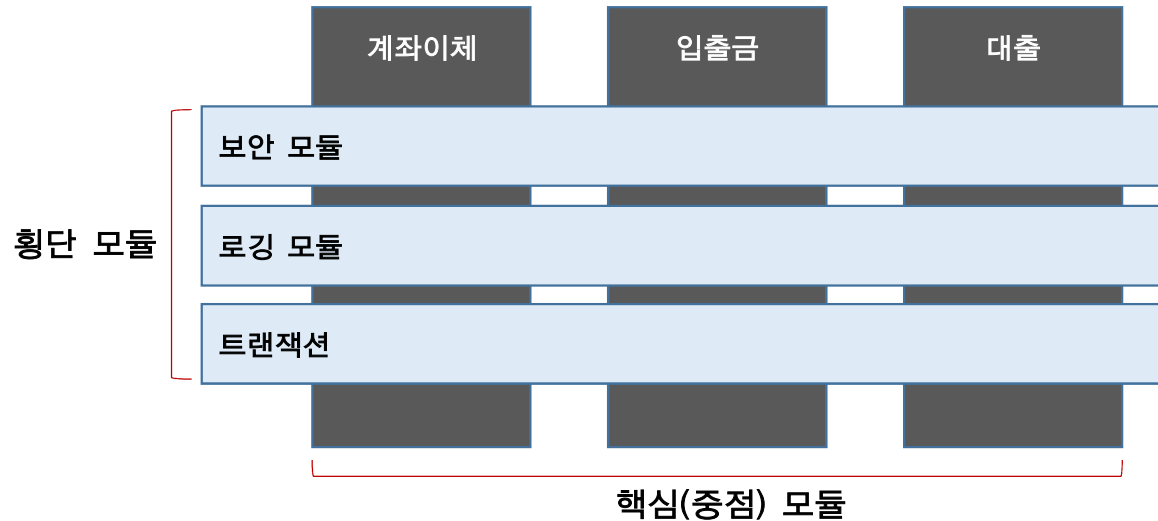 계좌이체
입출금
대출
보안 모듈
로깅 모듈
트랜잭션
횡단 모듈
핵심(중점) 모듈